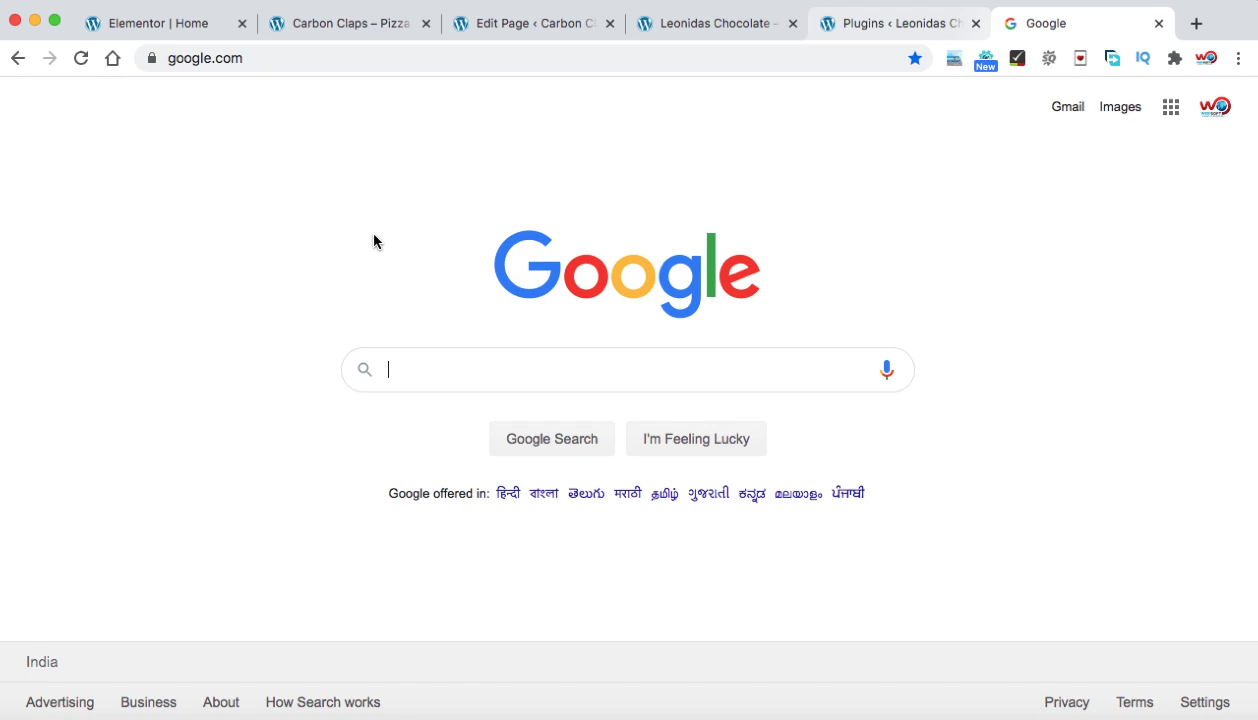 Elementor | Home
Carbon Claps – Pizza
Edit Page ‹ Carbon C
Leonidas Chocolate –
Plugins ‹ Leonidas Ch
Google
google.com
New
IQ
Gmail Images
Google
Google Search I'm Feeling Lucky
Google offered in: हिन्दी বাংলা తెలుగు मराठी தமிழ் ગુજરાતી ಕನ್ನಡ മലയാളം ਪੰਜਾਬੀ
India
Advertising Business About How Search works Privacy Terms Settings